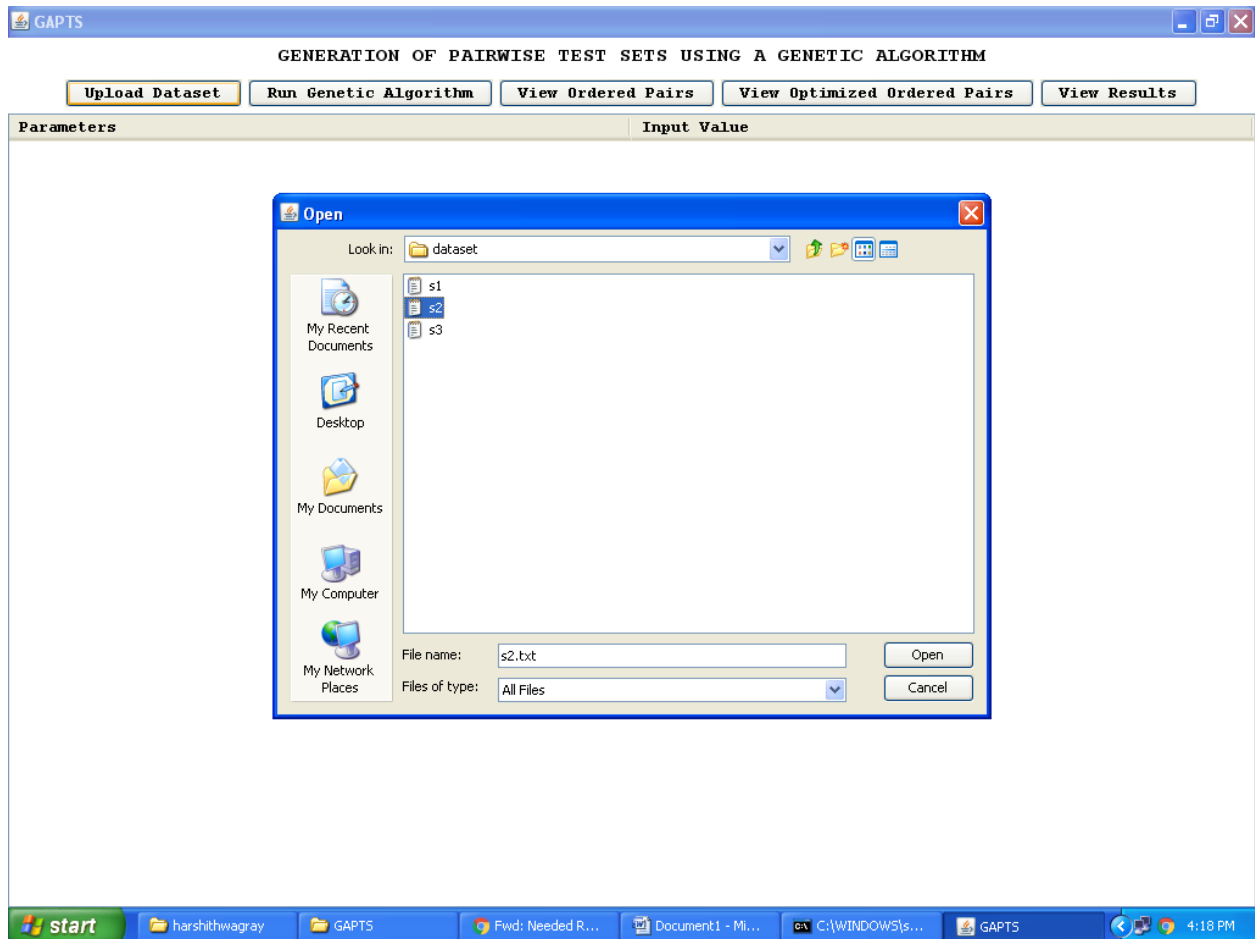 GAPTS
GENERATION OF PAIRWISE TEST SETS USING A GENETIC ALGORITHM
Upload Dataset Run Genetic Algorithm View Ordered Pairs View Optimized Ordered Pairs View Results
Parameters Input Value
Open
Look in: dataset
s1
s2
s3
My Recent
Documents
Desktop
My Documents
My Computer
My Network
Places
File name: s2.txt Open
Files of type: All Files Cancel
start harshithwagray GAPTS Fwd: Needed R... Document1 - Mi... C:\WINDOWS\s... GAPTS 4:18 PM